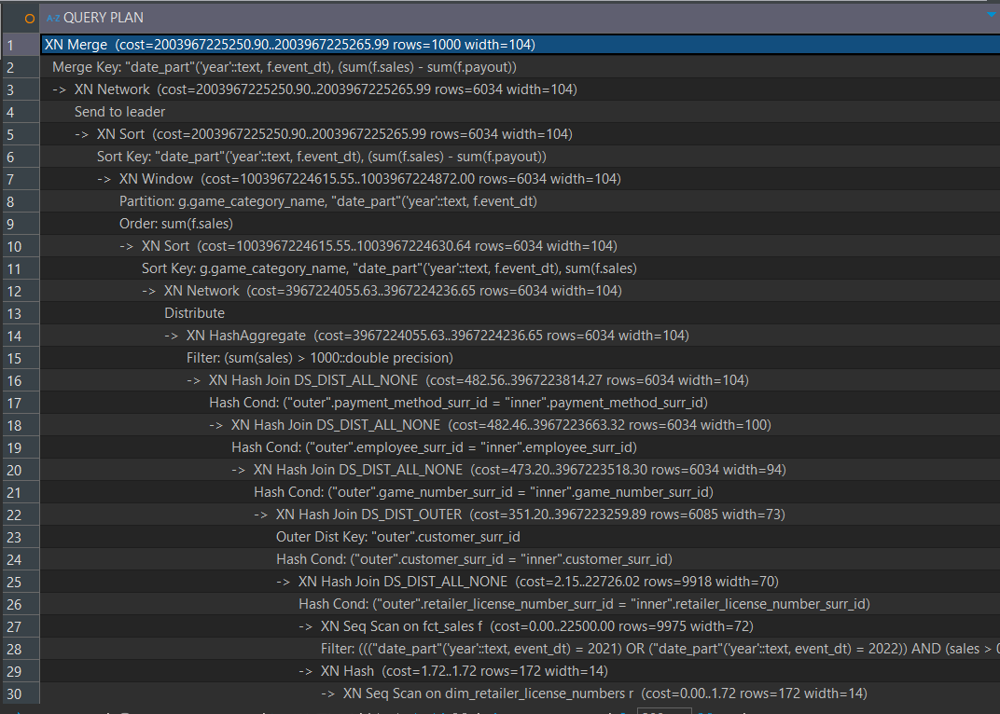 A-Z QUERY PLAN
1 XN Merge (cost=2003967225250.90..2003967225265.99 rows=1000 width=104)
2 Merge Key: "date_part"('year'::text, f.event_dt), (sum(f.sales) - sum(f.payout))
3 -> XN Network (cost=2003967225250.90..2003967225265.99 rows=6034 width=104)
4 Send to leader
5 -> XN Sort (cost=2003967225250.90..2003967225265.99 rows=6034 width=104)
6 Sort Key: "date_part"('year'::text, f.event_dt), (sum(f.sales) - sum(f.payout))
7 -> XN Window (cost=1003967224615.55..1003967224872.00 rows=6034 width=104)
8 Partition: g.game_category_name, "date_part"('year'::text, f.event_dt)
9 Order: sum(f.sales)
10 -> XN Sort (cost=1003967224615.55..1003967224630.64 rows=6034 width=104)
11 Sort Key: g.game_category_name, "date_part"('year'::text, f.event_dt), sum(f.sales)
12 -> XN Network (cost=3967224055.63..3967224236.65 rows=6034 width=104)
13 Distribute
14 -> XN HashAggregate (cost=3967224055.63..3967224236.65 rows=6034 width=104)
15 Filter: (sum(sales) > 1000::double precision)
16 -> XN Hash Join DS_DIST_ALL_NONE (cost=482.56..3967223814.27 rows=6034 width=104)
17 Hash Cond: ("outer".payment_method_surr_id = "inner".payment_method_surr_id)
18 -> XN Hash Join DS_DIST_ALL_NONE (cost=482.46..3967223663.32 rows=6034 width=100)
19 Hash Cond: ("outer".employee_surr_id = "inner".employee_surr_id)
20 -> XN Hash Join DS_DIST_ALL_NONE (cost=473.20..3967223518.30 rows=6034 width=94)
21 Hash Cond: ("outer".game_number_surr_id = "inner".game_number_surr_id)
22 -> XN Hash Join DS_DIST_OUTER (cost=351.20..3967223259.89 rows=6085 width=73)
23 Outer Dist Key: "outer".customer_surr_id
24 Hash Cond: ("outer".customer_surr_id = "inner".customer_surr_id)
25 -> XN Hash Join DS_DIST_ALL_NONE (cost=2.15..22726.02 rows=9918 width=70)
26 Hash Cond: ("outer".retailer_license_number_surr_id = "inner".retailer_license_number_surr_id)
27 -> XN Seq Scan on fct_sales f (cost=0.00..22500.00 rows=9975 width=72)
28 Filter: ((("date_part"('year'::text, event_dt) = 2021) OR ("date_part"('year'::text, event_dt) = 2022)) AND (sales >
29 -> XN Hash (cost=1.72..1.72 rows=172 width=14)
30 -> XN Seq Scan on dim_retailer_license_numbers r (cost=0.00..1.72 rows=172 width=14)